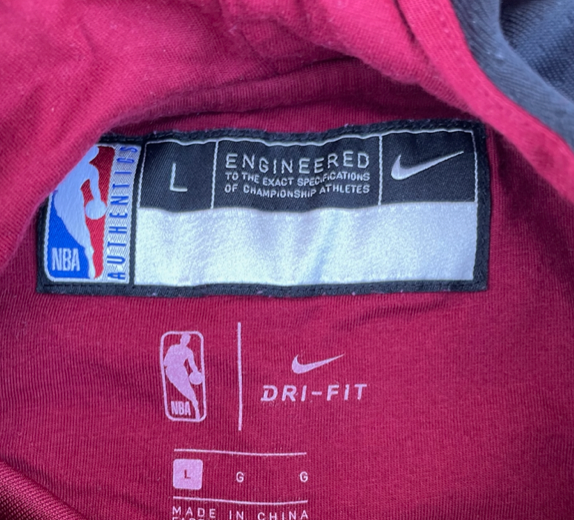 NBA
AUTHENTICS
L
ENGINEERED
TO THE EXACT SPECIFICATIONS
OF CHAMPIONSHIP ATHLETES
NBA
DRI-FIT
L G G
MADE IN CHINA